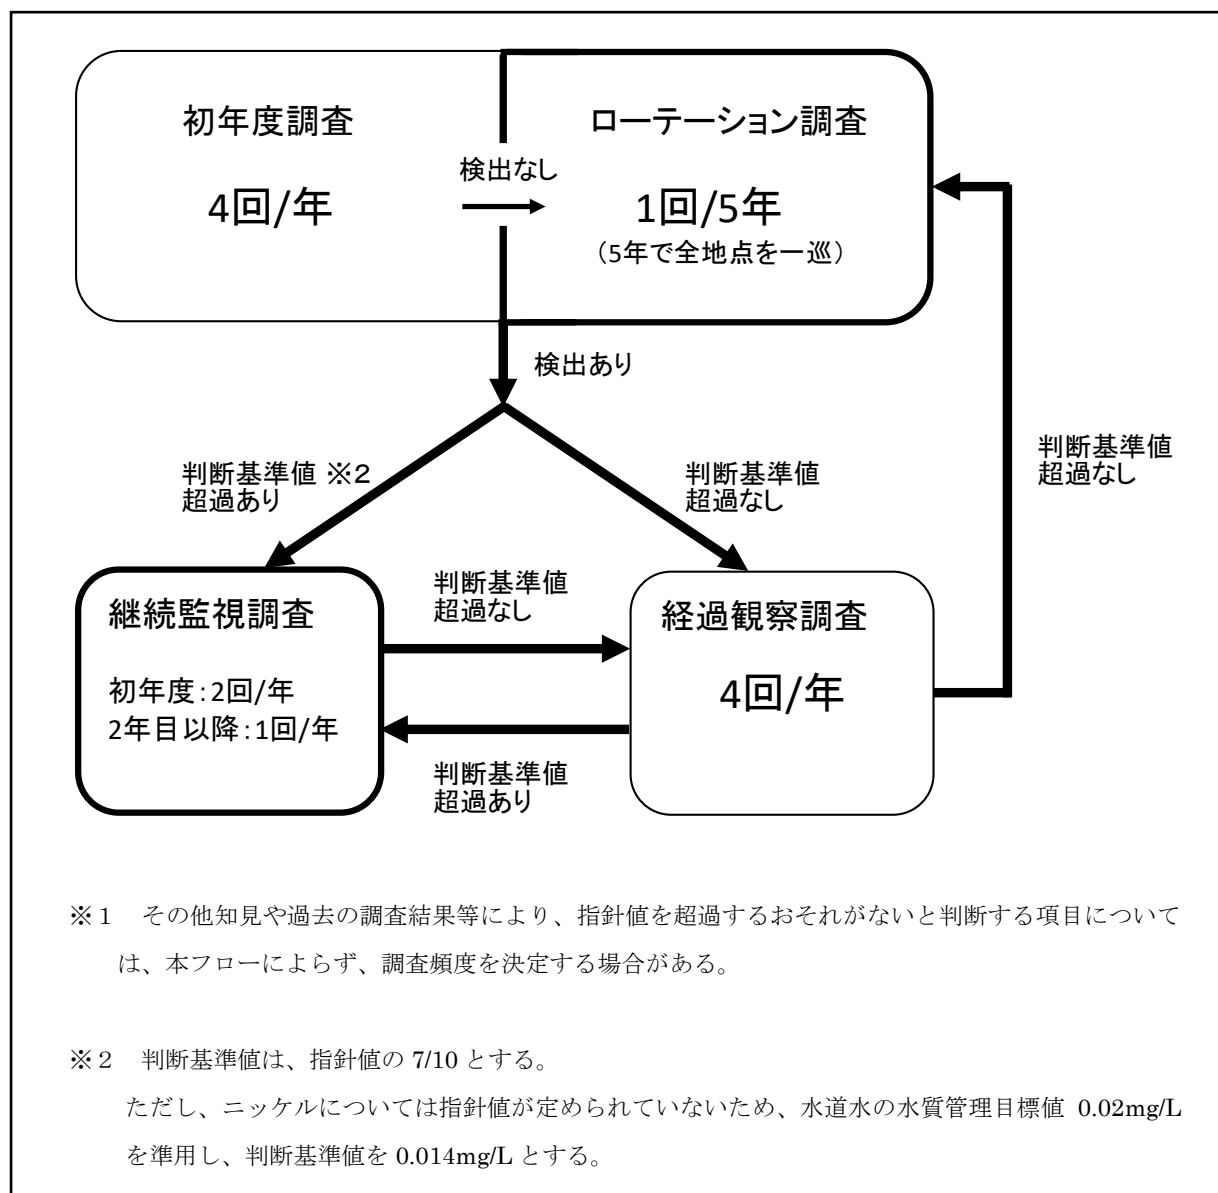 初年度調査
4回/年
検出なし
ローテーション調査
1回/5年
（5年で全地点を一巡）
検出あり
判断基準値 ※2
超過あり
判断基準値
超過なし
判断基準値
超過なし
継続監視調査
初年度：2回/年
2年目以降：1回/年
判断基準値
超過なし
判断基準値
超過あり
経過観察調査
4回/年
※１　その他知見や過去の調査結果等により、指針値を超過するおそれがないと判断する項目について
は、本フローによらず、調査頻度を決定する場合がある。
※２　判断基準値は、指針値の 7/10 とする。
ただし、ニッケルについては指針値が定められていないため、水道水の水質管理目標値 0.02mg/L
を準用し、判断基準値を 0.014mg/L とする。